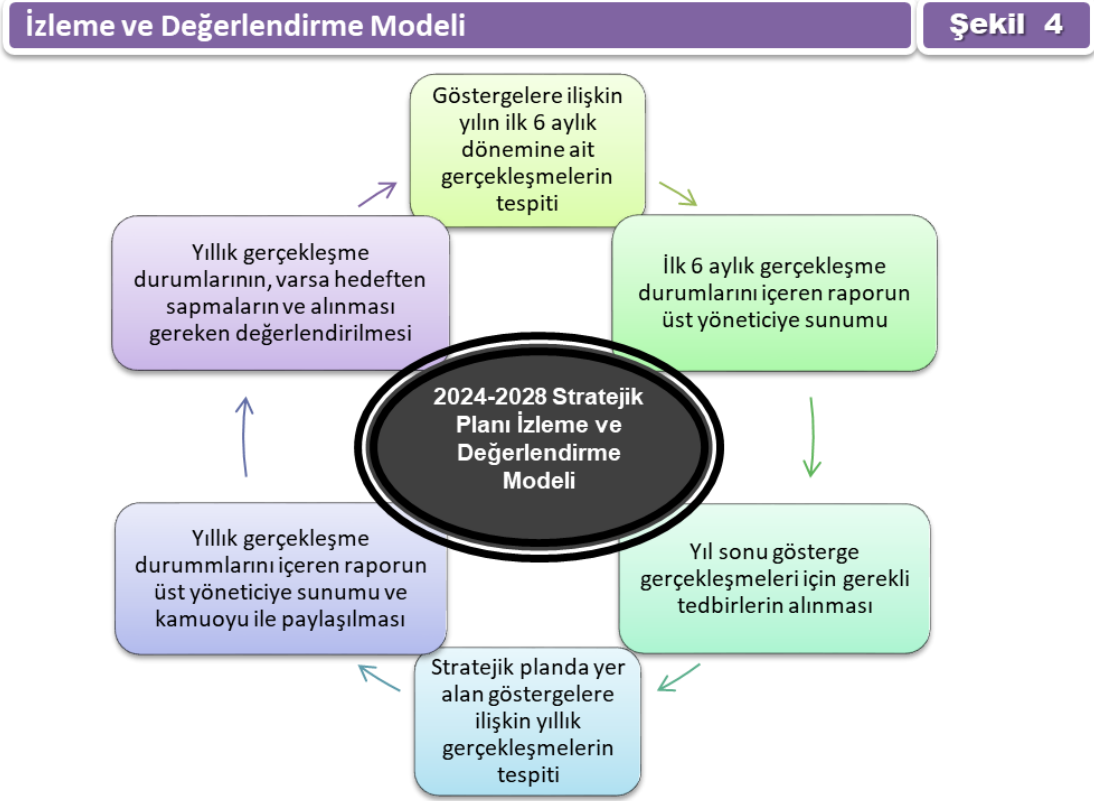 İzleme ve Değerlendirme Modeli
Şekil 4
Göstergelere ilişkin
yılın ilk 6 aylık
dönemine ait
gerçekleşmelerin
tespiti
İlk 6 aylık gerçekleşme
durumlarını içeren raporun
üst yöneticiye sunumu
Yıl sonu gösterge
gerçekleşmeleri için gerekli
tedbirlerin alınması
Stratejik planda yer
alan göstergelere
ilişkin yıllık
gerçekleşmelerin
tespiti
Yıllık gerçekleşme
durummlarını içeren raporun
üst yöneticiye sunumu ve
kamuoyu ile paylaşılması
Yıllık gerçekleşme
durumlarının, varsa hedeften
sapmaların ve alınması
gereken değerlendirilmesi
2024-2028 Stratejik
Planı İzleme ve
Değerlendirme
Modeli